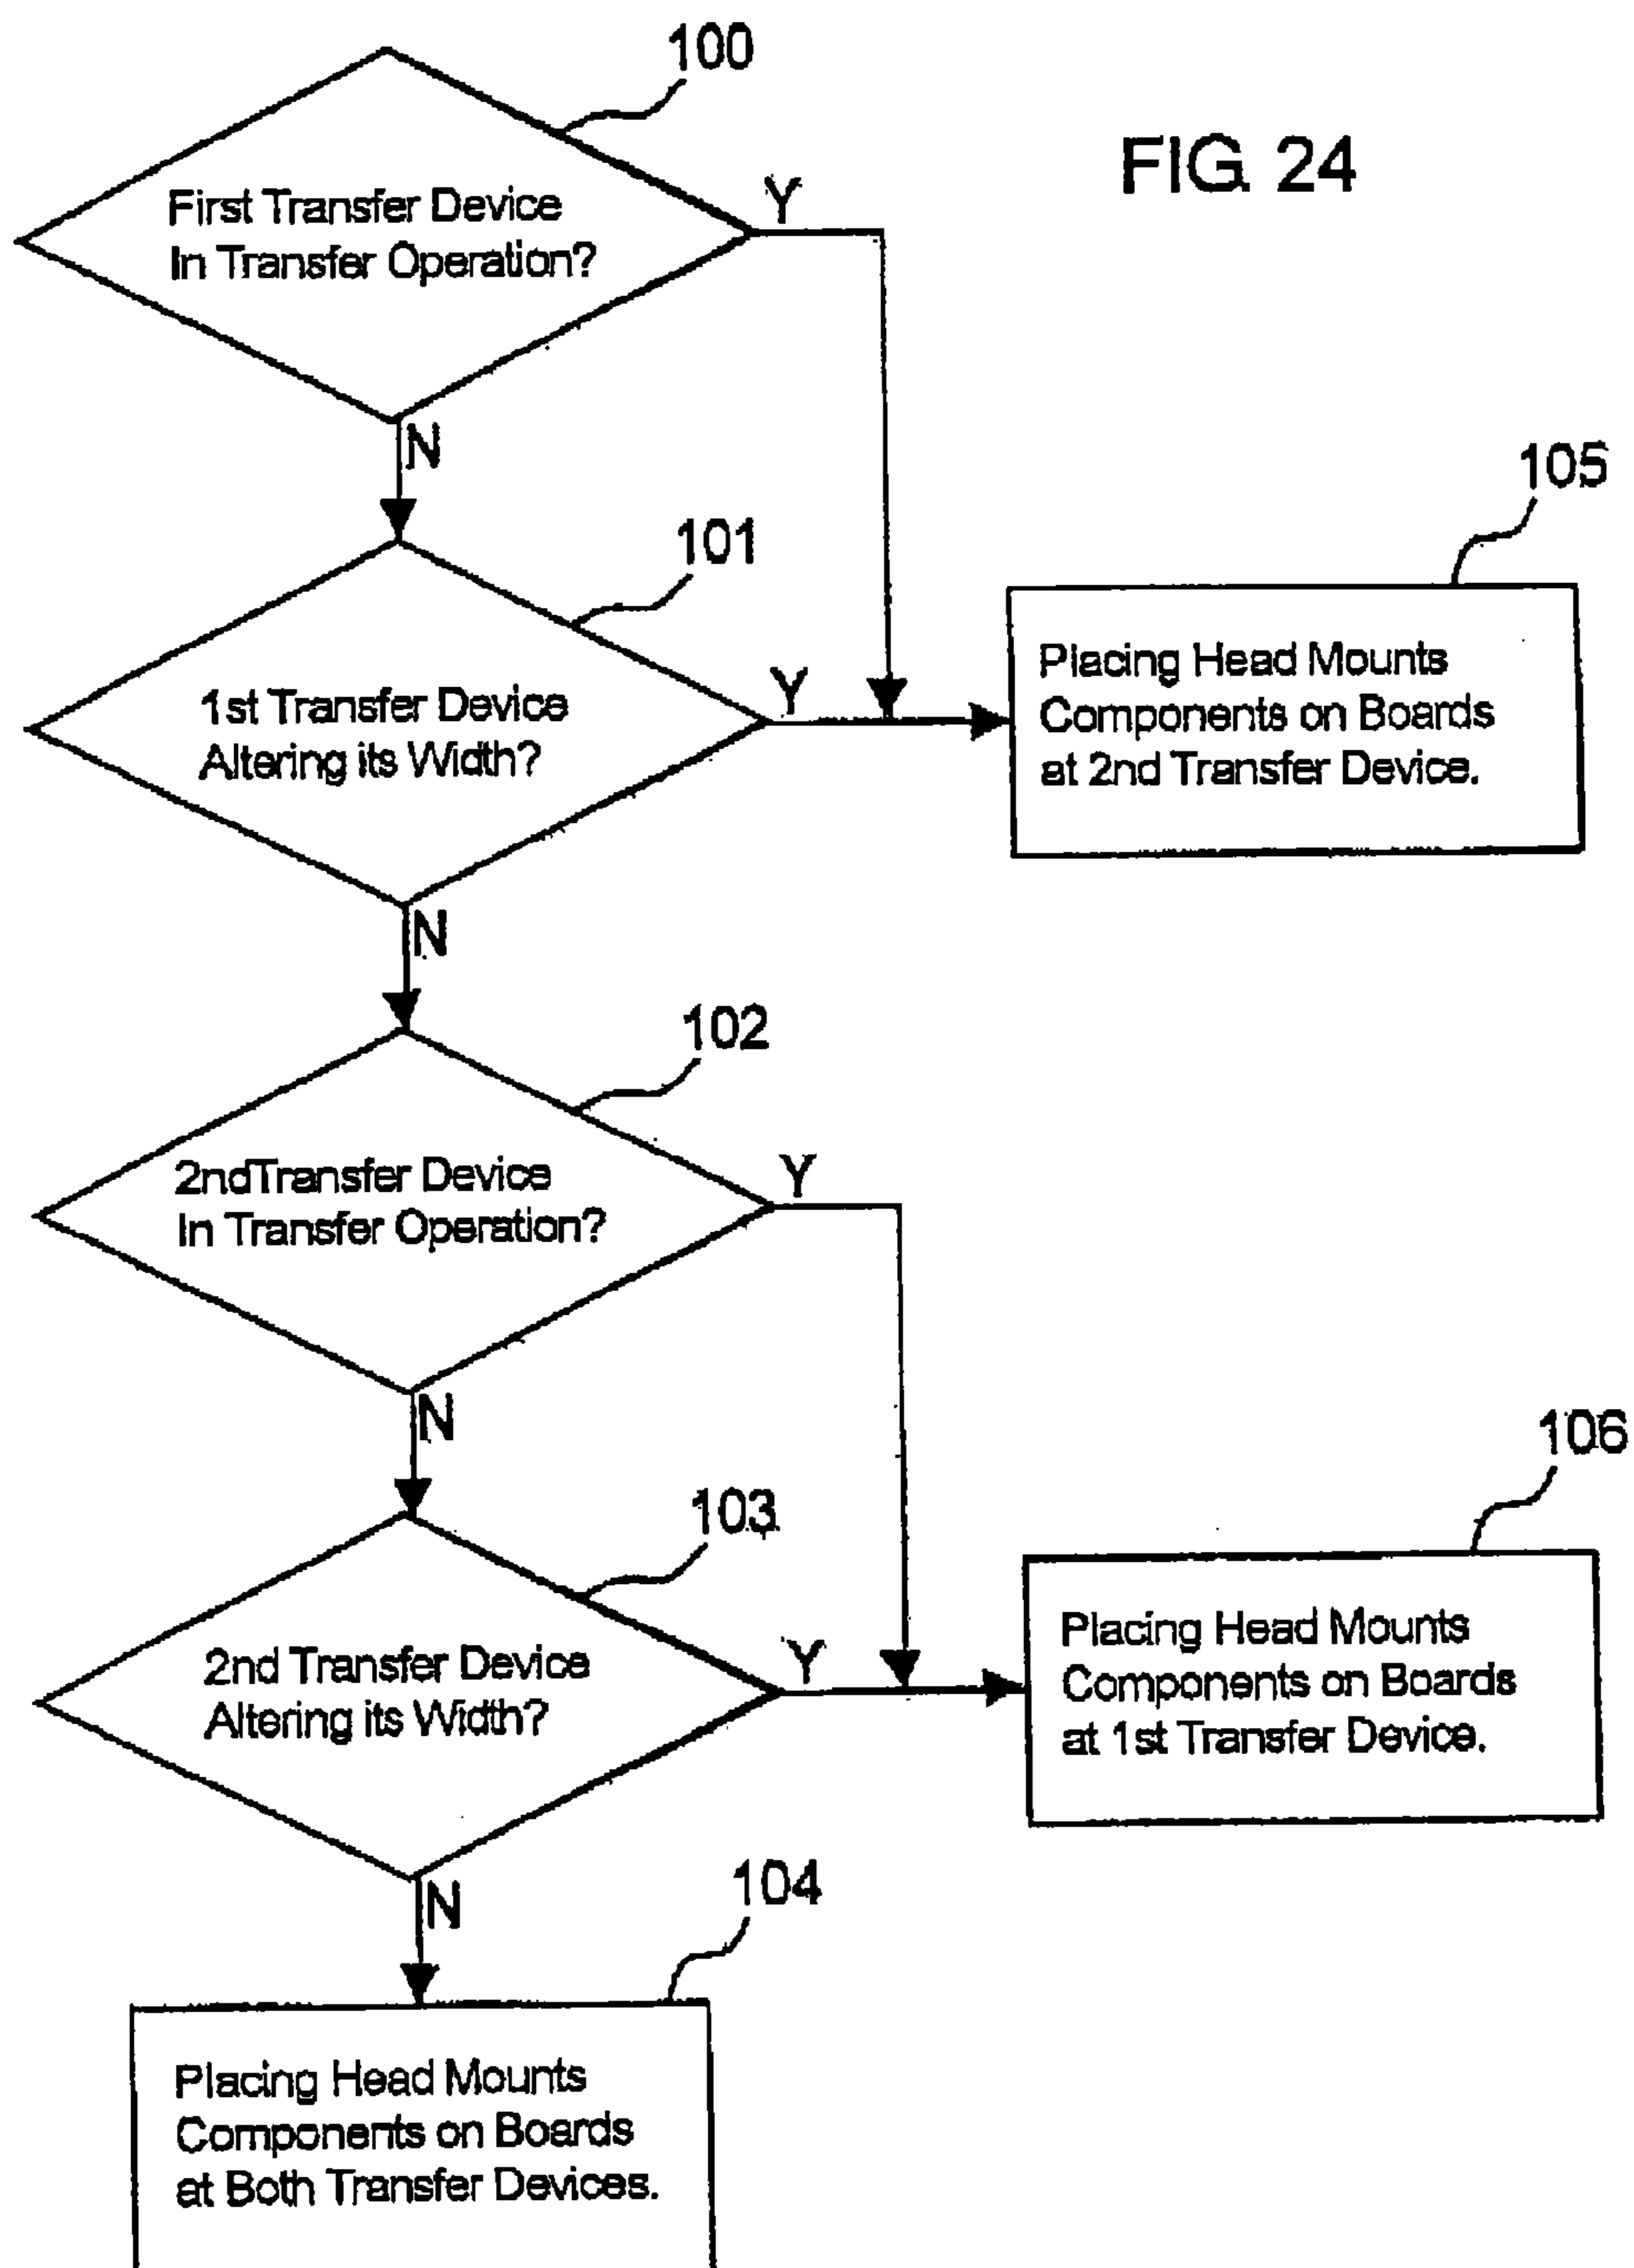 100
FIG. 24
First Transfer Device
In Transfer Operation?
Y
N
101
105
1st Transfer Device
Altering its Width?
Y
Placing Head Mounts
Components on Boards
at 2nd Transfer Device.
N
102
2ndTransfer Device
In Transfer Operation?
Y
N
103
106
2nd Transfer Device
Altering its Width?
Y
Placing Head Mounts
Components on Boards
at 1st Transfer Device.
N
104
Placing Head Mounts
Components on Boards
at Both Transfer Devices.